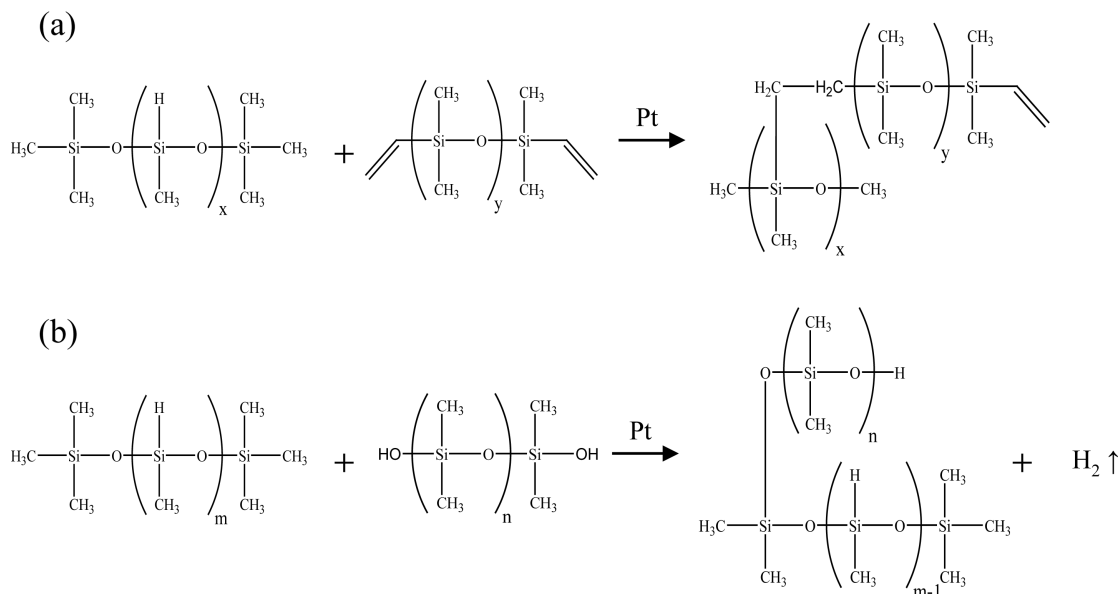 (a)
CH₃ H CH₃
H₃C Si O Si O Si CH₃
CH₃ CH₃ CH₃
x
+
CH₃ CH₃
Si O Si
CH₃ CH₃
y
Pt
CH₃ CH₃
H₂C H₂C Si O Si
CH₃ CH₃
y
H₃C Si O CH₃
CH₃
x
(b)
CH₃ H CH₃
H₃C Si O Si O Si CH₃
CH₃ CH₃ CH₃
m
+
CH₃ CH₃
HO Si O Si OH
CH₃ CH₃
n
Pt
CH₃
O Si O H
CH₃
n
H CH₃
H₃C Si O Si O Si CH₃
CH₃ CH₃ CH₃
m-1
+ H₂ ↑